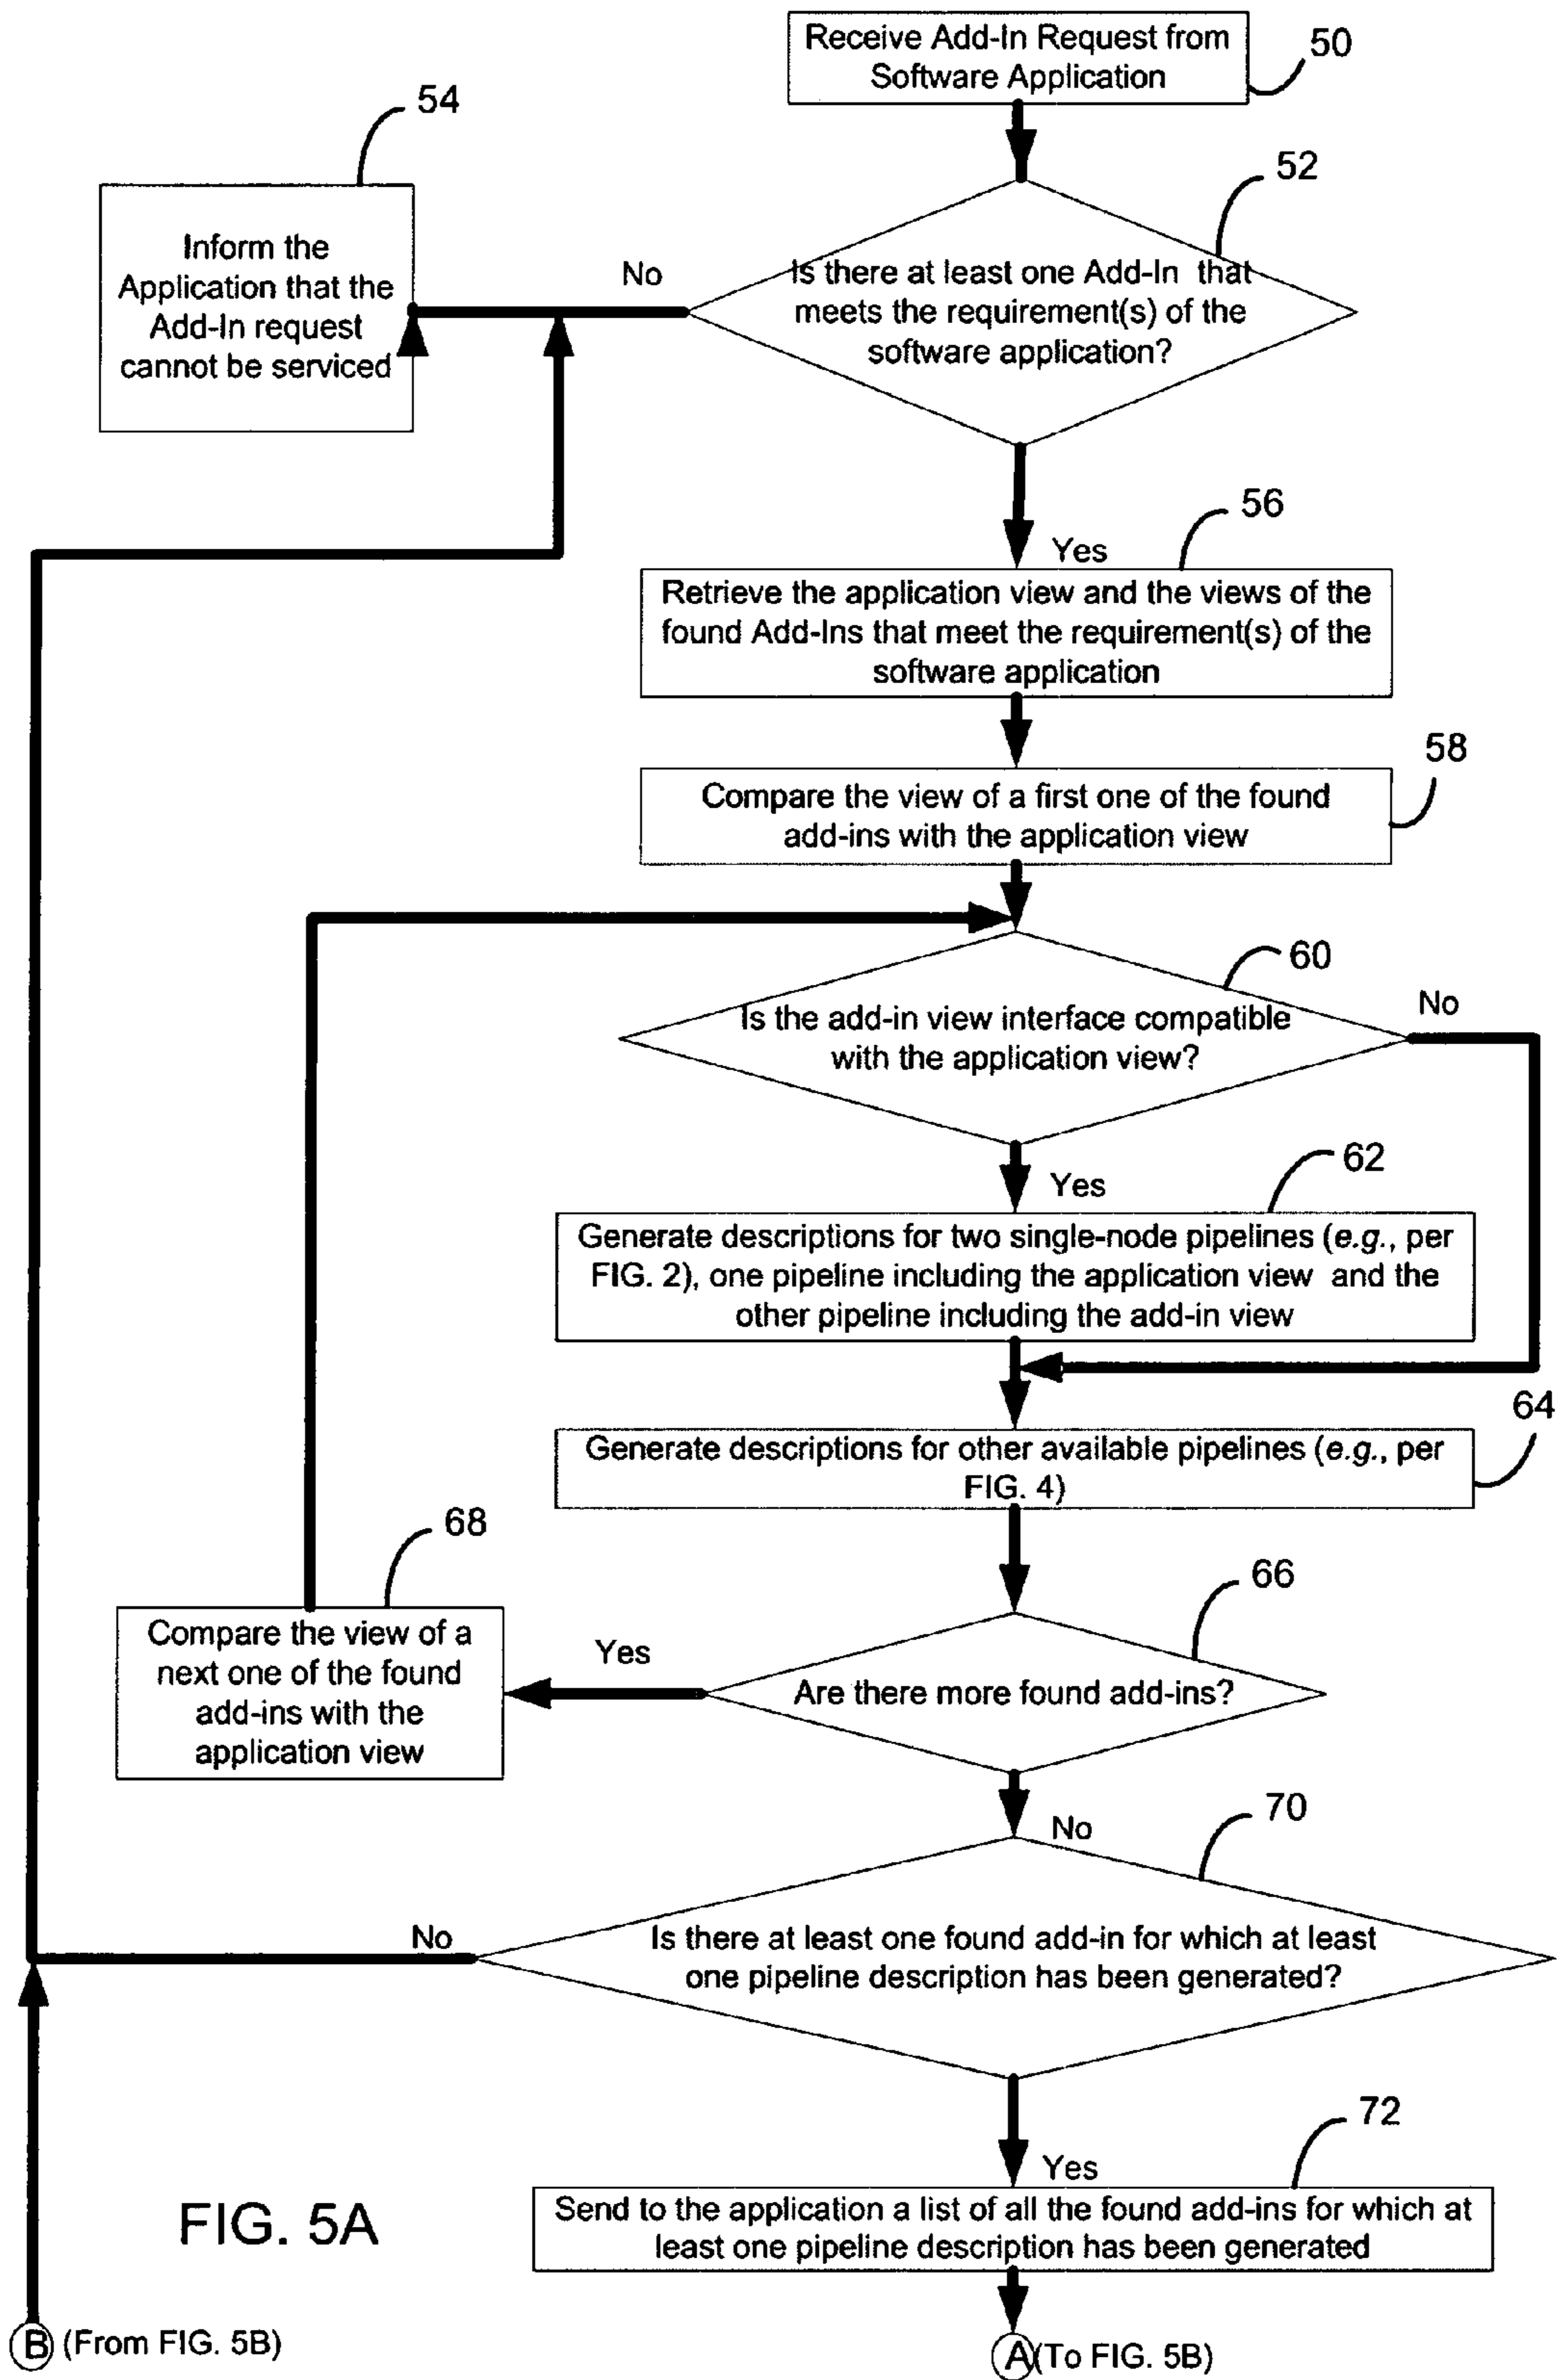 Receive Add-In Request from
Software Application
50
54
52
Inform the
Application that the
Add-In request
cannot be serviced
No
Is there at least one Add-In that
meets the requirement(s) of the
software application?
56
Yes
Retrieve the application view and the views of the
found Add-Ins that meet the requirement(s) of the
software application
58
Compare the view of a first one of the found
add-ins with the application view
60
No
Is the add-in view interface compatible
with the application view?
62
Yes
Generate descriptions for two single-node pipelines (e.g., per
FIG. 2), one pipeline including the application view and the
other pipeline including the add-in view
64
Generate descriptions for other available pipelines (e.g., per
FIG. 4)
68
66
Compare the view of a
next one of the found
add-ins with the
application view
Yes
Are there more found add-ins?
70
No
No
Is there at least one found add-in for which at least
one pipeline description has been generated?
72
Yes
Send to the application a list of all the found add-ins for which at
least one pipeline description has been generated
FIG. 5A
B (From FIG. 5B)
A (To FIG. 5B)